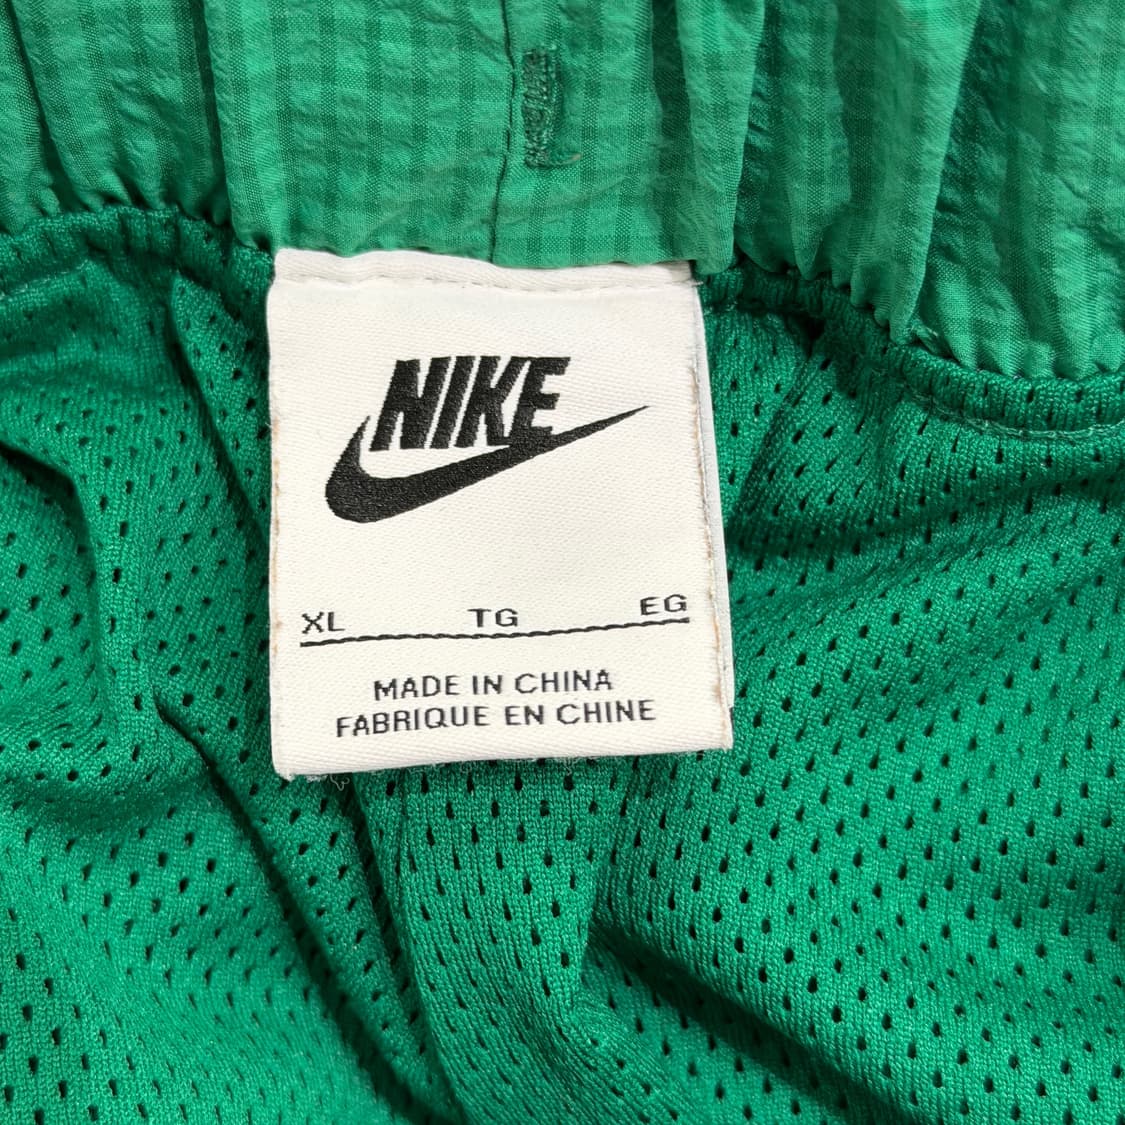 NIKE
XL TG EG
MADE IN CHINA
FABRIQUE EN CHINE